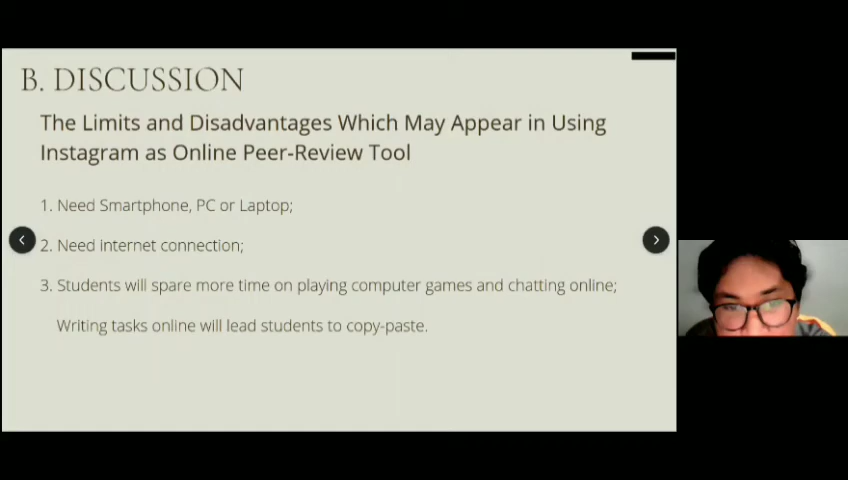 B. DISCUSSION
The Limits and Disadvantages Which May Appear in Using
Instagram as Online Peer-Review Tool
1. Need Smartphone, PC or Laptop;
2. Need internet connection;
3. Students will spare more time on playing computer games and chatting online;
Writing tasks online will lead students to copy-paste.